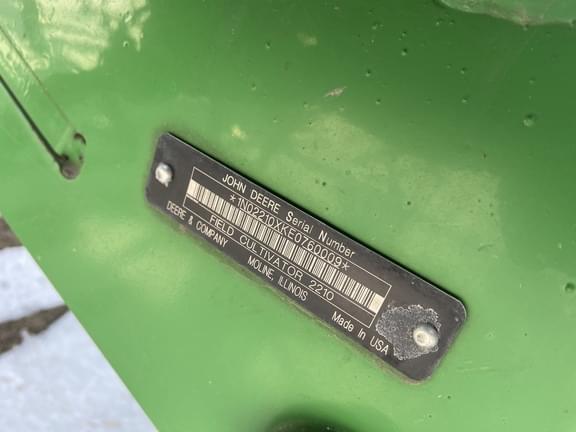 JOHN DEERE Serial Number
*1N02210XKE0760009*
FIELD CULTIVATOR 2210
DEERE & COMPANY MOLINE, ILLINOIS Made In USA